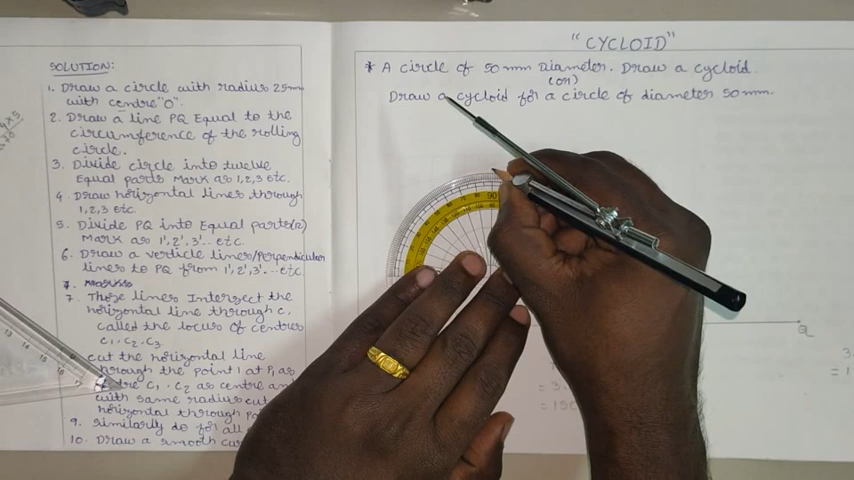 SOLUTION:
1. Draw a circle with radius 25mm
with centre "O".
2. Draw a line PQ Equal to the
circumference of the rolling
circle.
3. Divide circle into twelve
Equal parts Mark as 1,2,3 etc.
4. Draw horizontal lines through
1,2,3 etc.
5. Divide PQ into Equal parts(12)
Mark as 1', 2', 3'... etc.
6. Draw a verticle lines/Perpendicular
lines to PQ from 1', 2', 3'... etc.
7. Those lines Intersect the
horizontal line through c,
called the locus of centres
C1, C2, C3
cut the horizontal line
through the point 1 at P1 as
C1, C2 as centre and
with same radius cut
horizontal through
9. similarly do for all
10. Draw a smooth
"CYCLOID"
* A circle of 50mm Diameter. Draw a cycloid.
(or)
Draw a cycloid for a circle of diameter 50mm.
90
Q